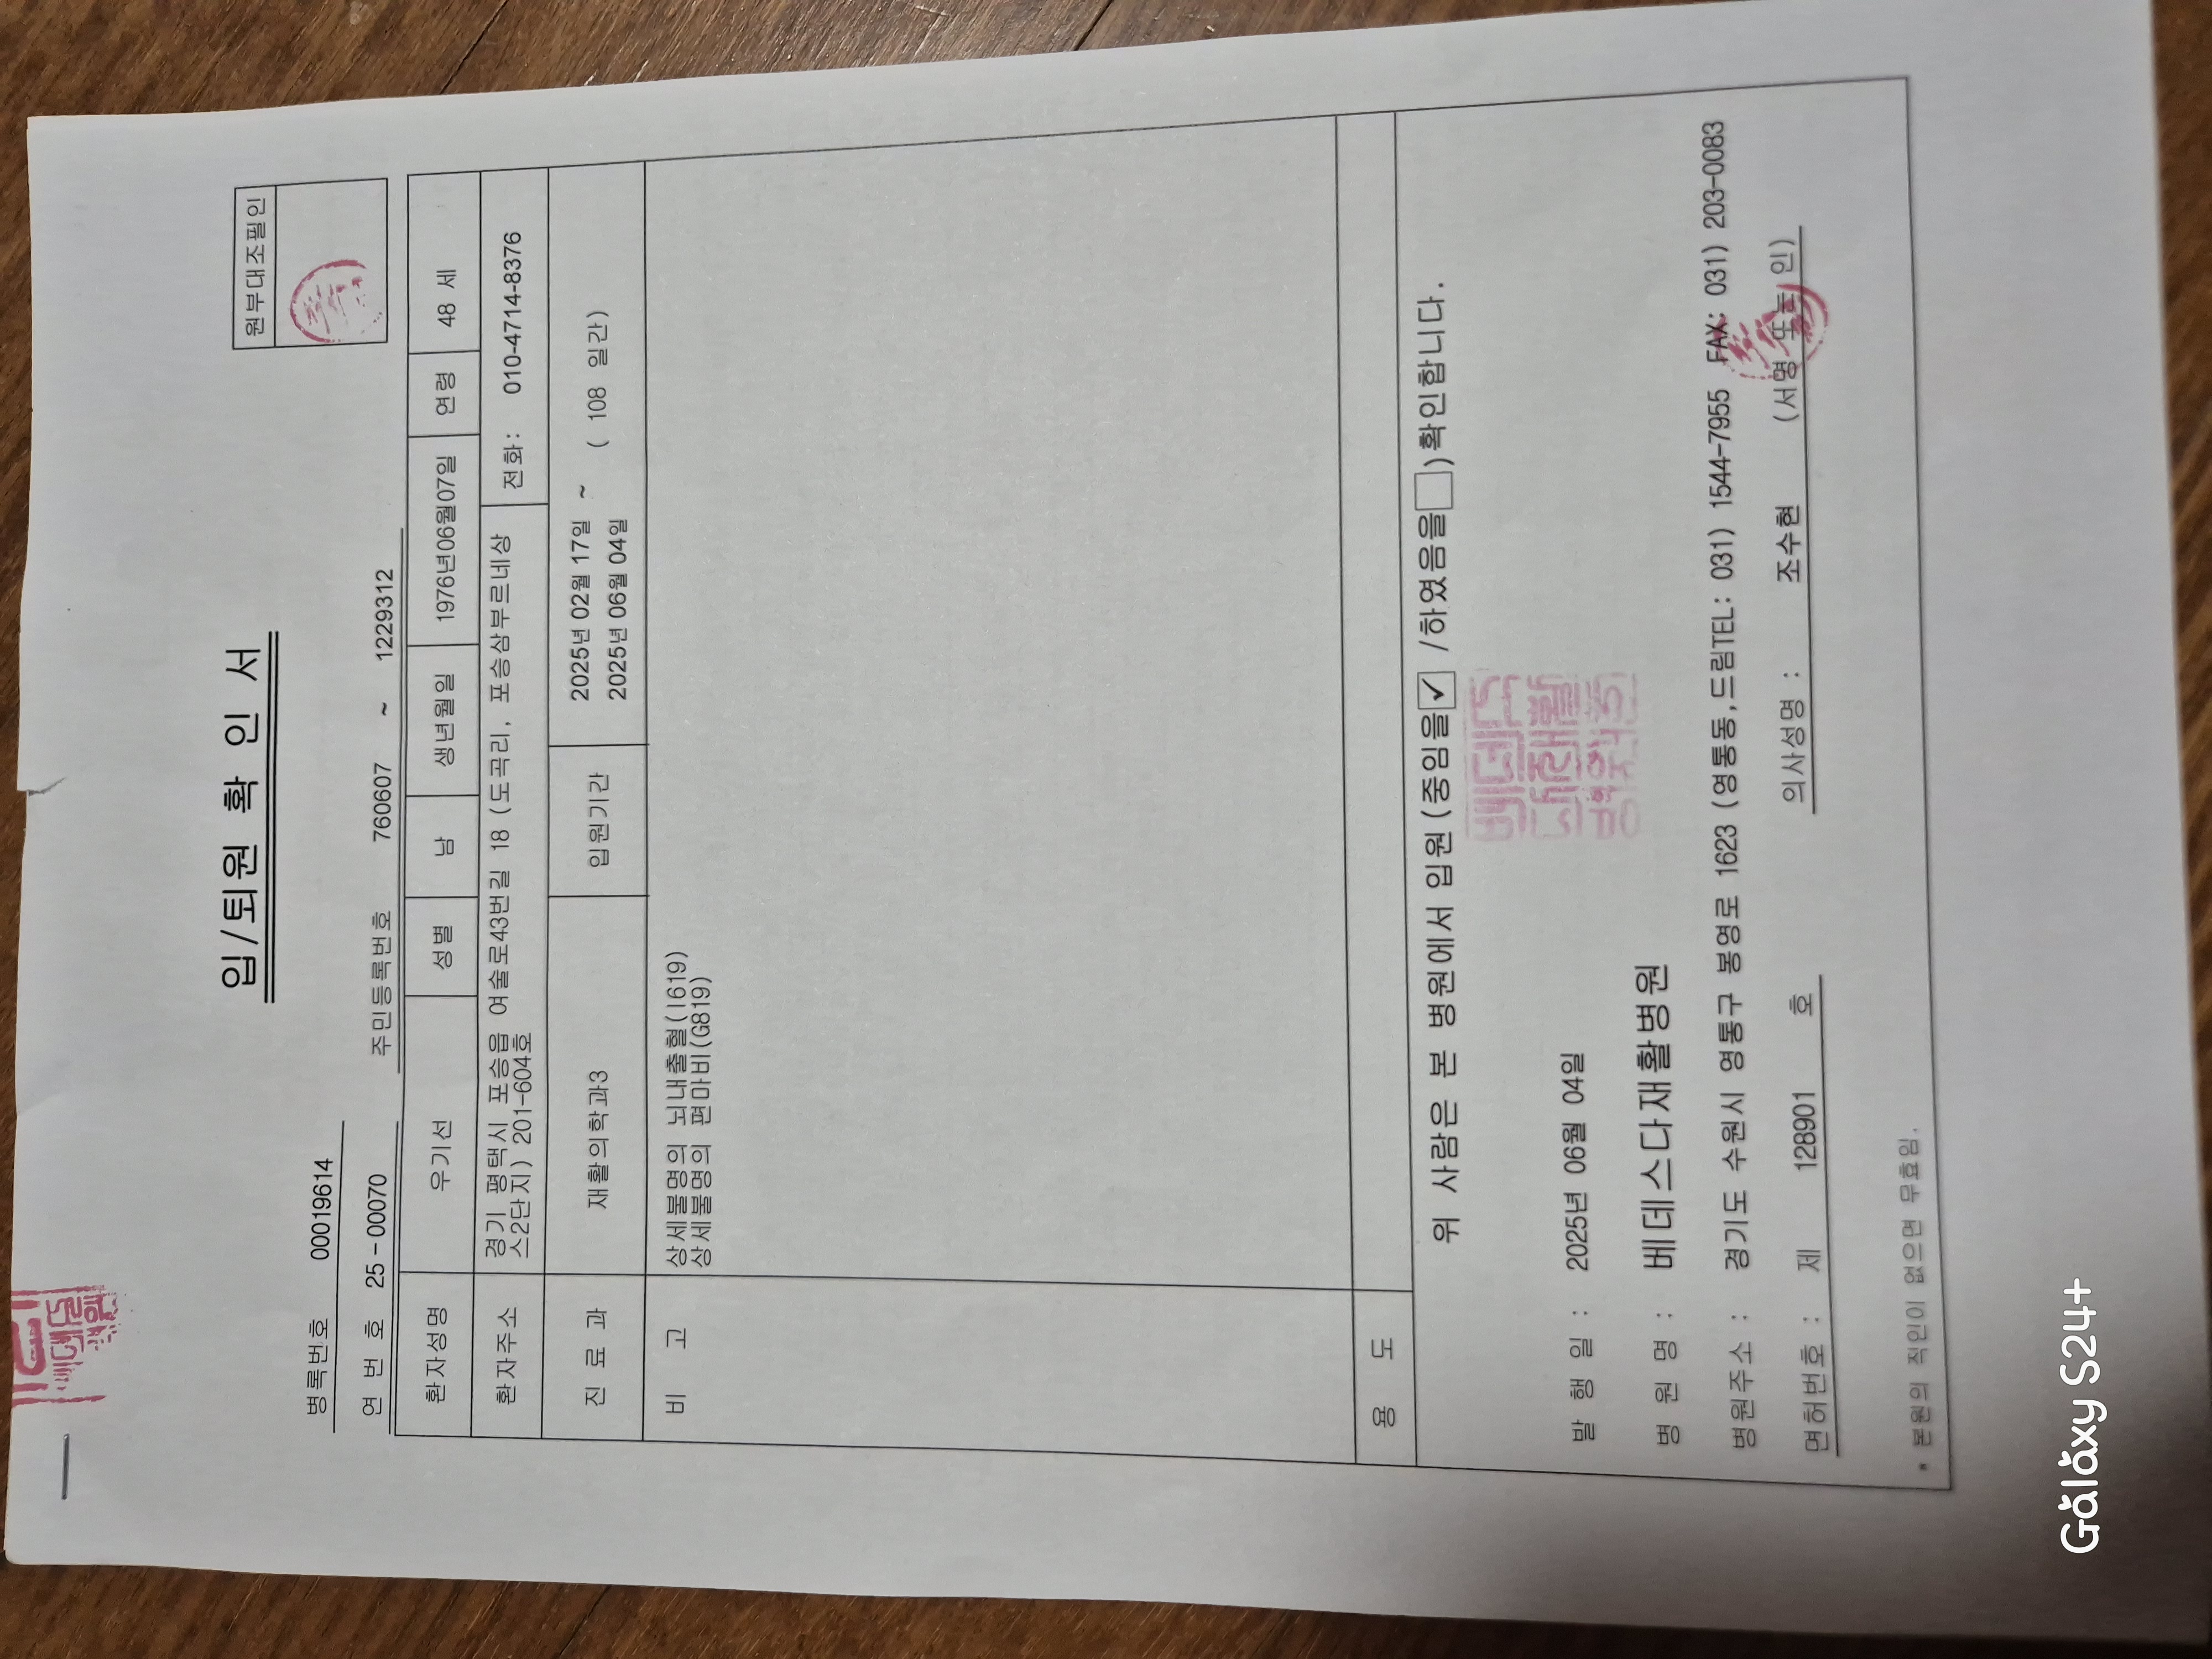 입/퇴원 확 인 서
원부대조필인
병록번호 00019614
연 번 호 25-00070 주민등록번호 760607 ~ 1229312
환자성명 우기선 성별 남 생년월일 1976년06월07일 연령 48 세
환자주소 경기 평택시 포승읍 여술로43번길 18 (도곡리, 포승삼부르네상
스2단지) 201-604호 전화: 010-4714-8376
진 료 과 재활의학과3 입원기간 2025년 02월 17일 ~
2025년 06월 04일 ( 108 일간)
비 고 상세불명의 뇌내출혈(I619)
상세불명의 편마비(G819)
용 도
위 사람은 본 병원에서 입원(중임을☑ /하였음을☐)확인합니다.
발 행 일 : 2025년 06월 04일
병 원 명 : 베데스다재활병원
병원주소 : 경기도 수원시 영통구 봉영로 1623 (영통동,드림TEL: 031) 1544-7955 FAX: 031) 203-0083
면허번호 : 제 128901 호 의사성명 : 조수현 (서명 또는 인)
* 본원의 직인이 없으면 무효임.
Galaxy S24+